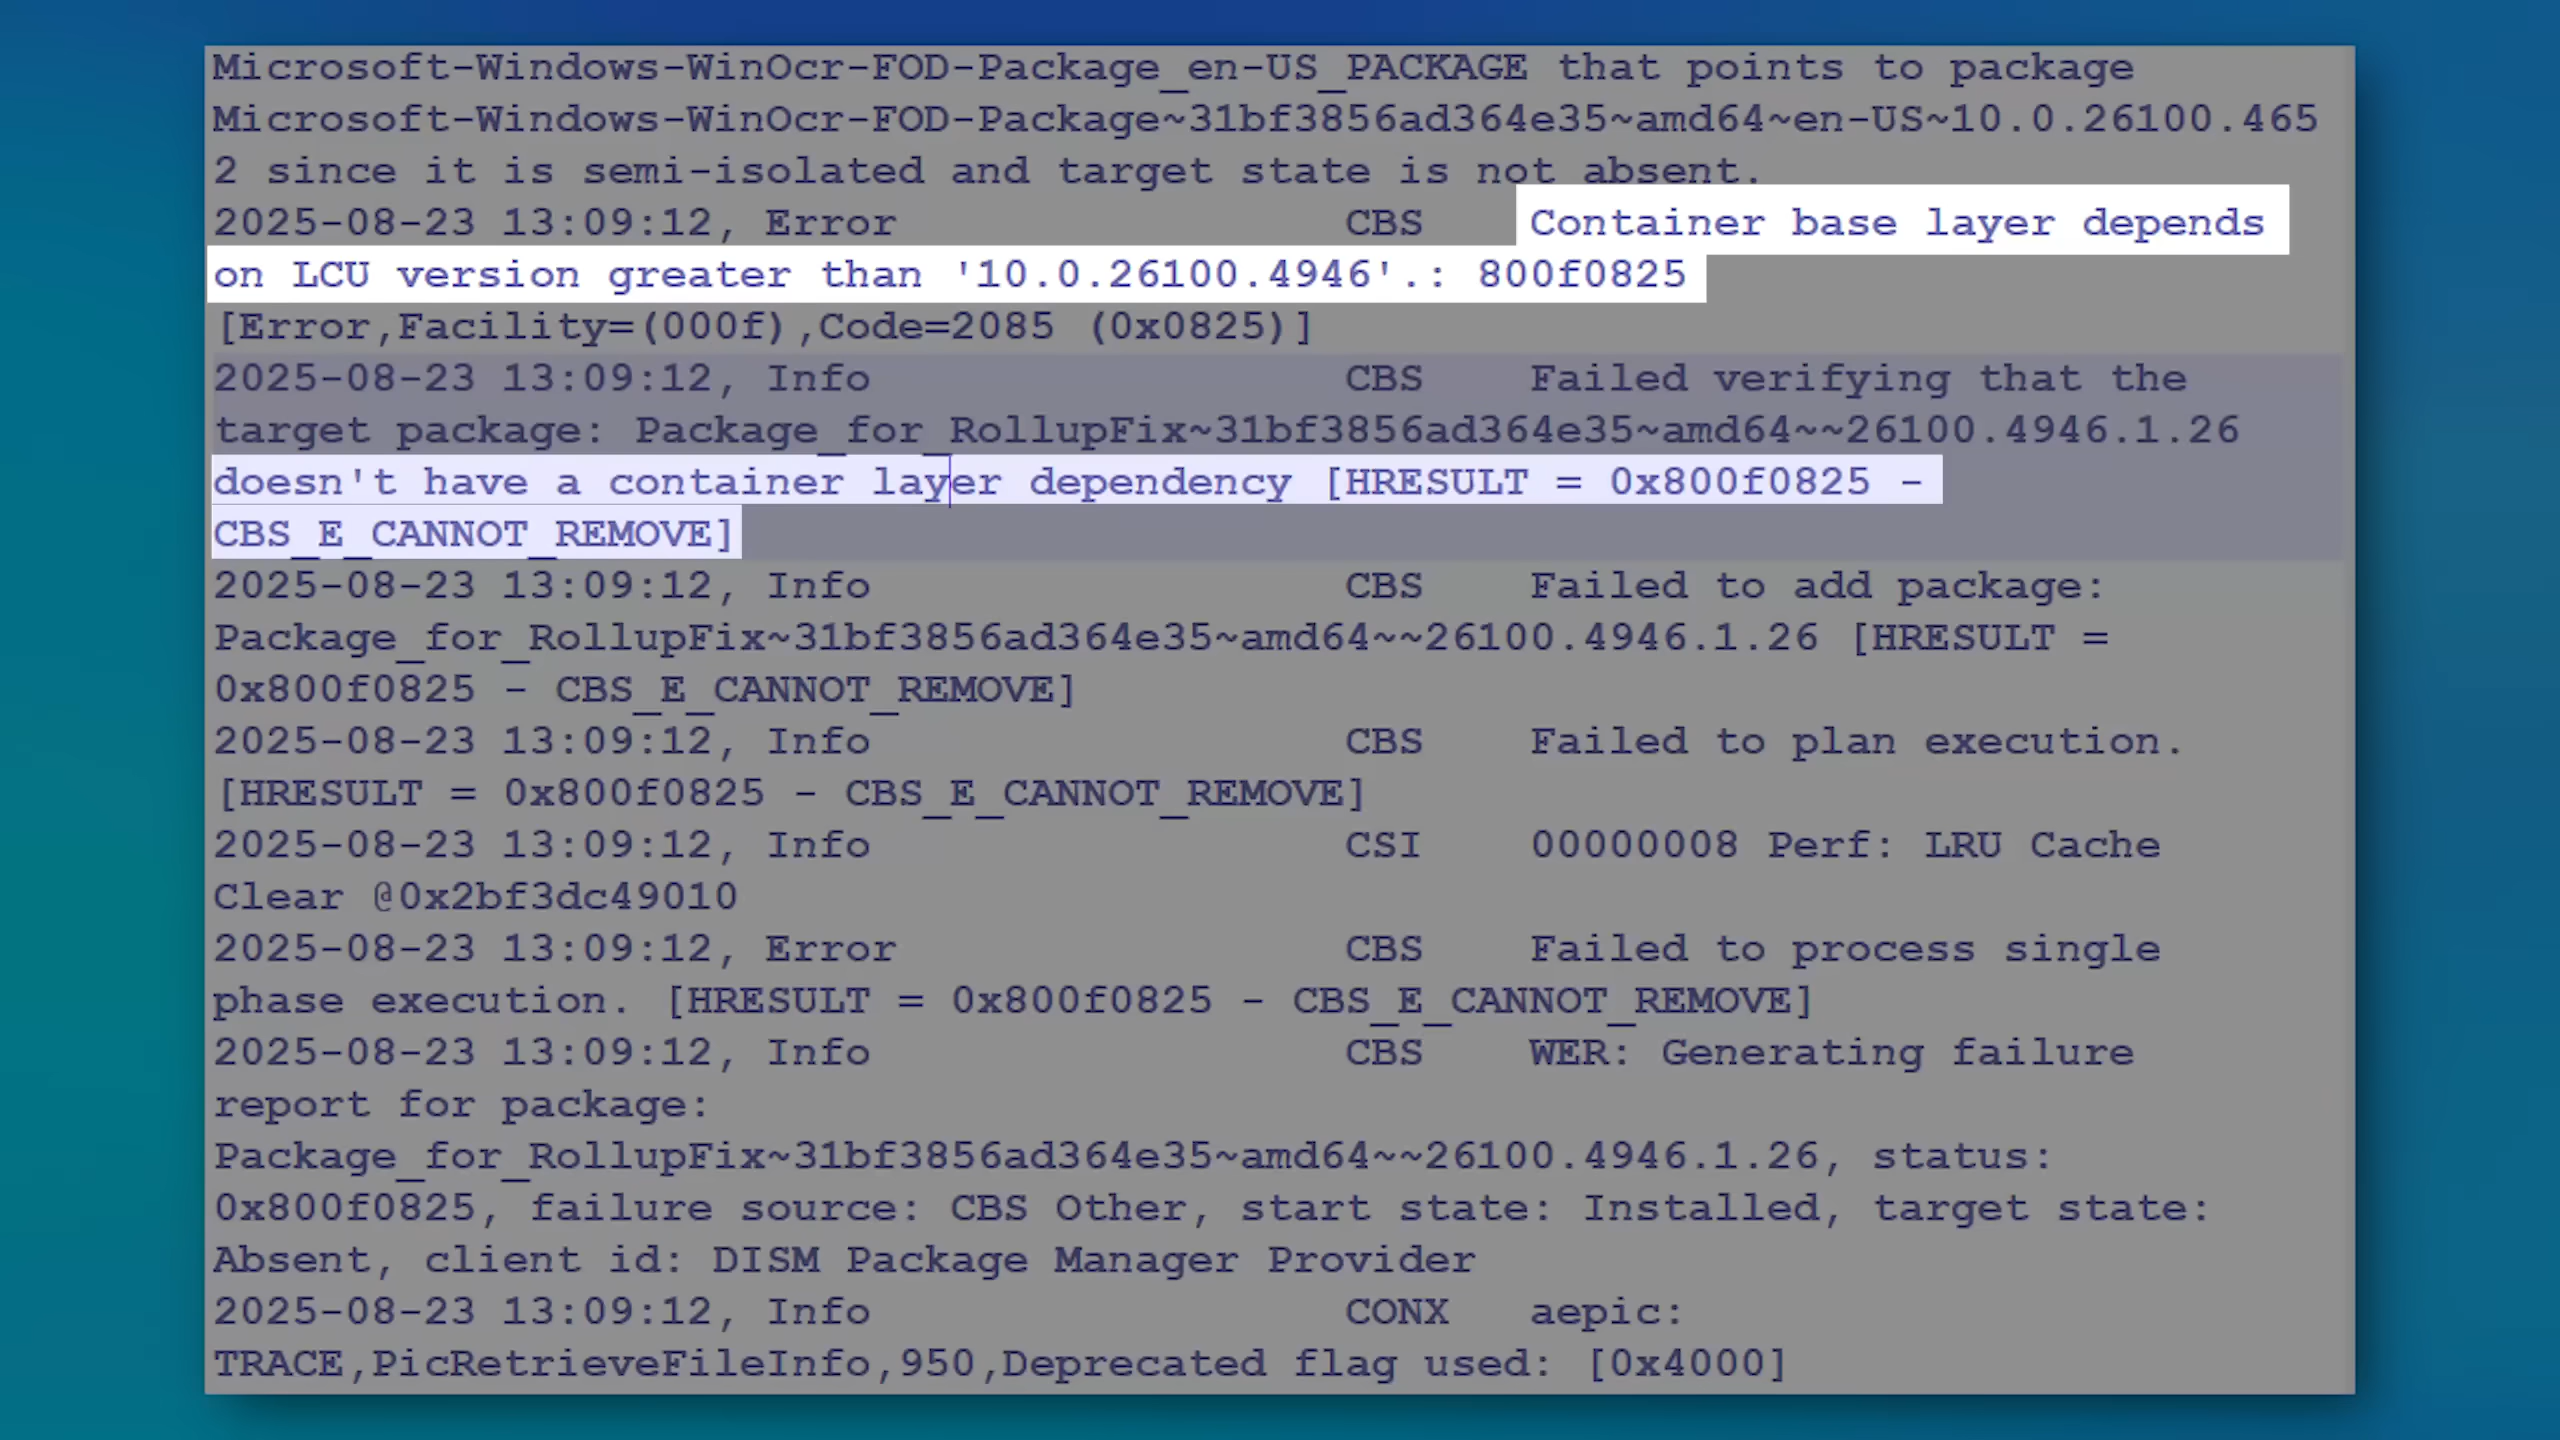 Microsoft-Windows-WinOcr-FOD-Package_en-US_PACKAGE that points to package
Microsoft-Windows-WinOcr-FOD-Package~31bf3856ad364e35~amd64~en-US~10.0.26100.465
2 since it is semi-isolated and target state is not absent.
2025-08-23 13:09:12, Error                  CBS    Container base layer depends
on LCU version greater than '10.0.26100.4946'.: 800f0825
[Error,Facility=(000f),Code=2085 (0x0825)]
2025-08-23 13:09:12, Info                   CBS    Failed verifying that the
target package: Package_for_RollupFix~31bf3856ad364e35~amd64~~26100.4946.1.26
doesn't have a container layer dependency [HRESULT = 0x800f0825 -
CBS_E_CANNOT_REMOVE]
2025-08-23 13:09:12, Info                   CBS    Failed to add package:
Package_for_RollupFix~31bf3856ad364e35~amd64~~26100.4946.1.26 [HRESULT =
0x800f0825 - CBS_E_CANNOT_REMOVE]
2025-08-23 13:09:12, Info                   CBS    Failed to plan execution.
[HRESULT = 0x800f0825 - CBS_E_CANNOT_REMOVE]
2025-08-23 13:09:12, Info                   CSI    00000008 Perf: LRU Cache
Clear @0x2bf3dc49010
2025-08-23 13:09:12, Error                  CBS    Failed to process single
phase execution. [HRESULT = 0x800f0825 - CBS_E_CANNOT_REMOVE]
2025-08-23 13:09:12, Info                   CBS    WER: Generating failure
report for package:
Package_for_RollupFix~31bf3856ad364e35~amd64~~26100.4946.1.26, status:
0x800f0825, failure source: CBS Other, start state: Installed, target state:
Absent, client id: DISM Package Manager Provider
2025-08-23 13:09:12, Info                   CONX   aepic:
TRACE,PicRetrieveFileInfo,950,Deprecated flag used: [0x4000]